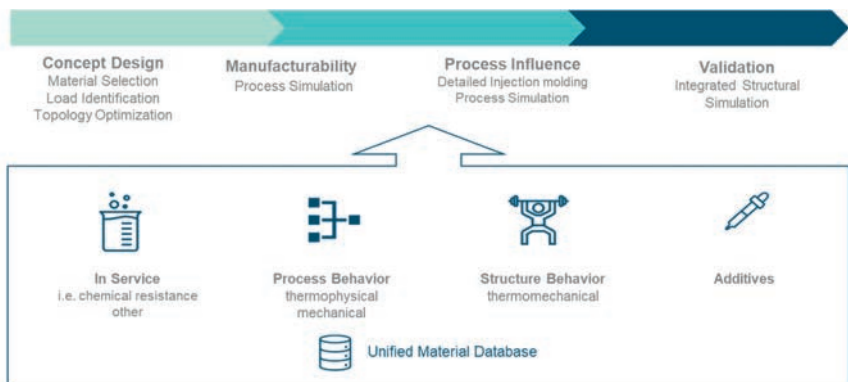 Concept Design
Material Selection
Load Identification
Topology Optimization
Manufacturability
Process Simulation
Process Influence
Detailed Injection molding
Process Simulation
Validation
Integrated Structural
Simulation
In Service
i.e. chemical resistance
other
Process Behavior
thermophysical
mechanical
Structure Behavior
thermomechanical
Additives
Unified Material Database